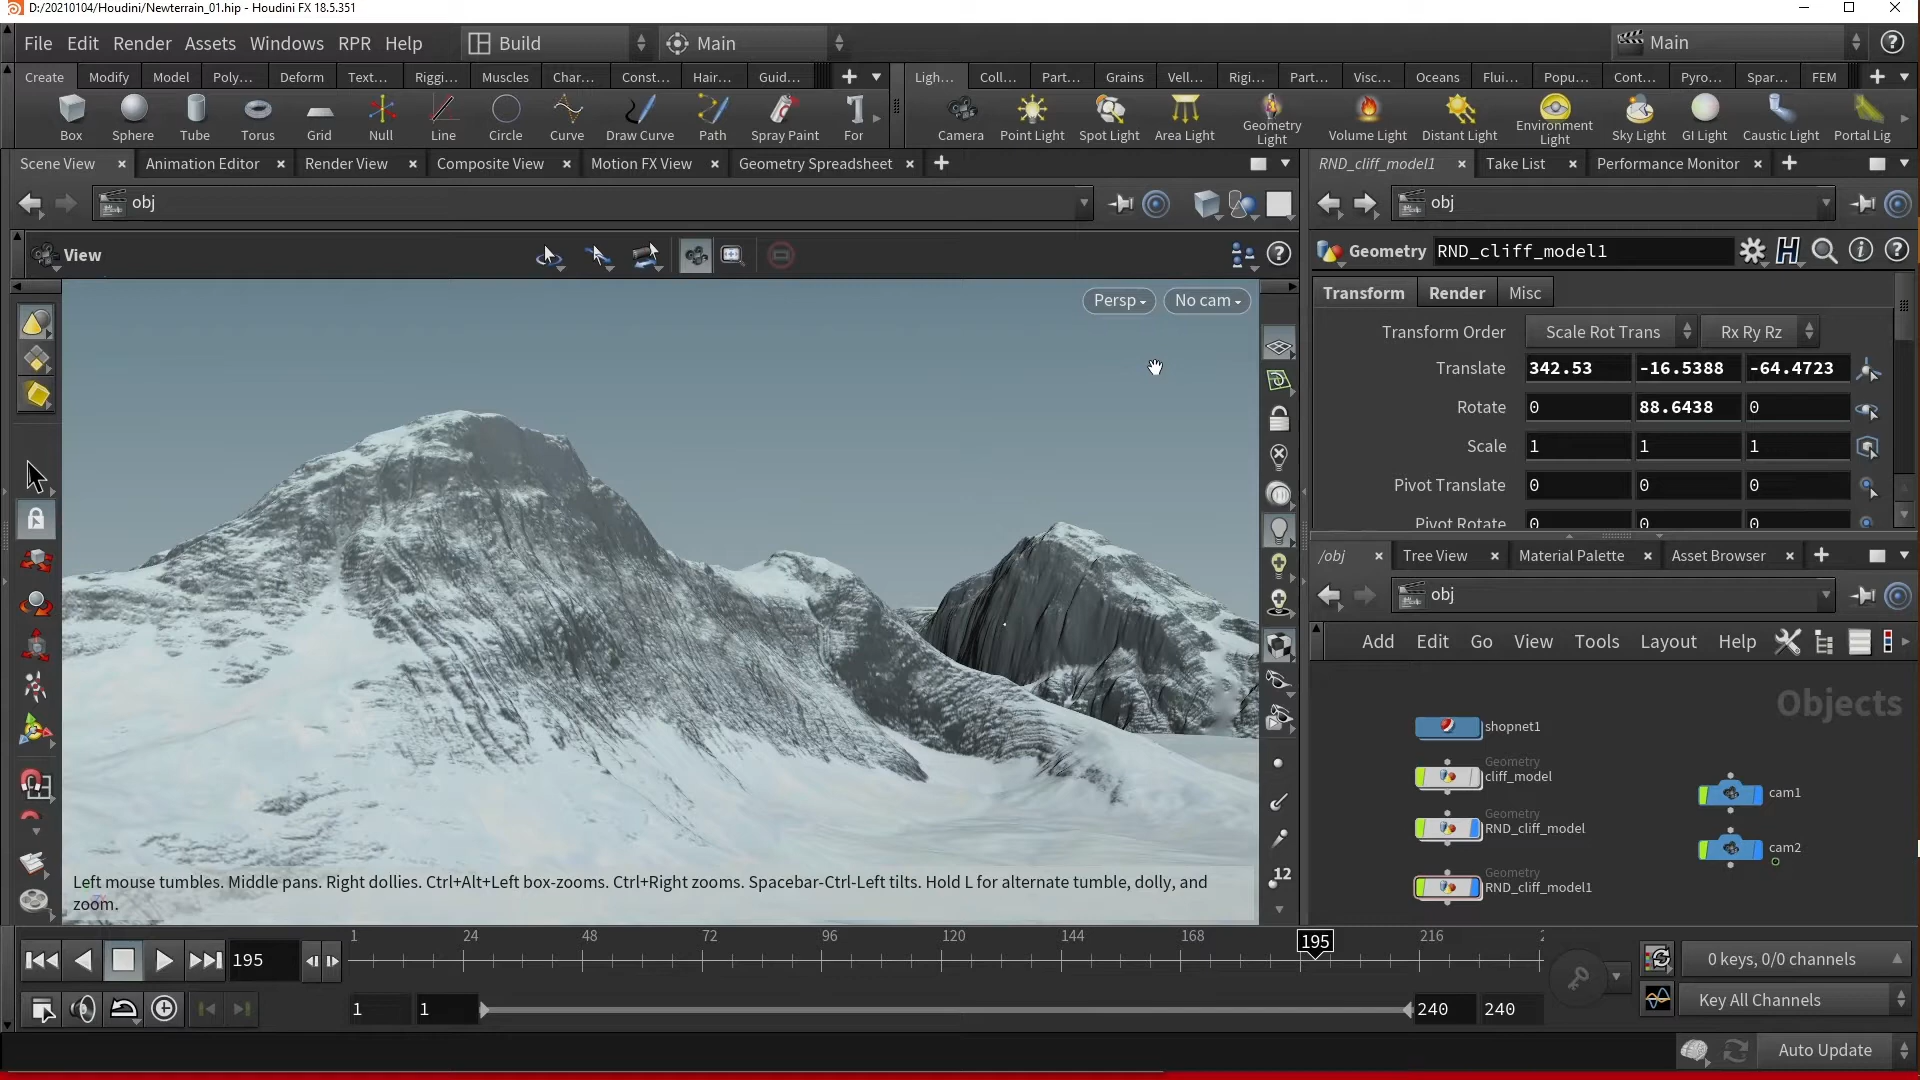 D:/20210104/Houdini/Newterrain_01.hip - Houdini FX 18.5.351
File Edit Render Assets Windows RPR Help Build Main Main
Create Modify Model Poly... Deform Text... Riggi... Muscles Char... Const... Hair... Guid... Ligh... Coll... Part... Grains Vell... Rigi... Part... Visc... Oceans Flui... Popu... Cont... Pyro... Spar... FEM
Box Sphere Tube Torus Grid Null Line Circle Curve Draw Curve Path Spray Paint For Camera Point Light Spot Light Area Light Geometry Light Volume Light Distant Light Environment Light Sky Light GI Light Caustic Light Portal Lig
Scene View Animation Editor Render View Composite View Motion FX View Geometry Spreadsheet
obj
View
Persp No cam
Left mouse tumbles. Middle pans. Right dollies. Ctrl+Alt+Left box-zooms. Ctrl+Right zooms. Spacebar-Ctrl-Left tilts. Hold L for alternate tumble, dolly, and
zoom.
12
RND_cliff_model1 Take List Performance Monitor
obj
Geometry RND_cliff_model1
Transform Render Misc
Transform Order Scale Rot Trans Rx Ry Rz
Translate 342.53 -16.5388 -64.4723
Rotate 0 88.6438 0
Scale 1 1 1
Pivot Translate 0 0 0
Pivot Rotate 0 0 0
/obj Tree View Material Palette Asset Browser
obj
Add Edit Go View Tools Layout Help
Objects
shopnet1
Geometry
cliff_model
cam1
Geometry
RND_cliff_model
cam2
Geometry
RND_cliff_model1
195 1 24 48 72 96 120 144 168 195 216
0 keys, 0/0 channels
1 1 240 240 Key All Channels
Auto Update